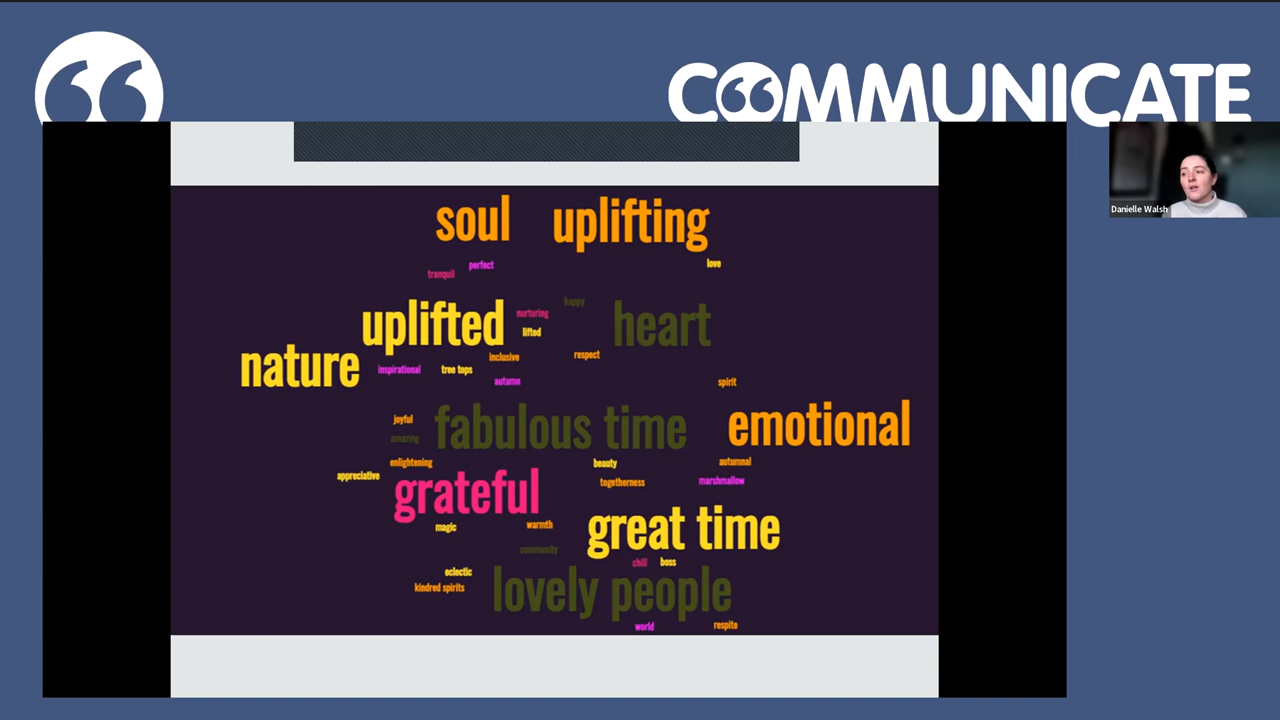 COMMUNICATE
Danielle Walsh
soul uplifting
perfect love
tranquil
happy
uplifted nurturing heart
lifted
nature inclusive respect
inspirational tree tops
autumn spirit
joyful fabulous time emotional
amazing
enlightening beauty autumnal
appreciative togetherness marshmallow
grateful
magic warmth great time
community
chill boss
eclectic
kindred spirits lovely people
world respite